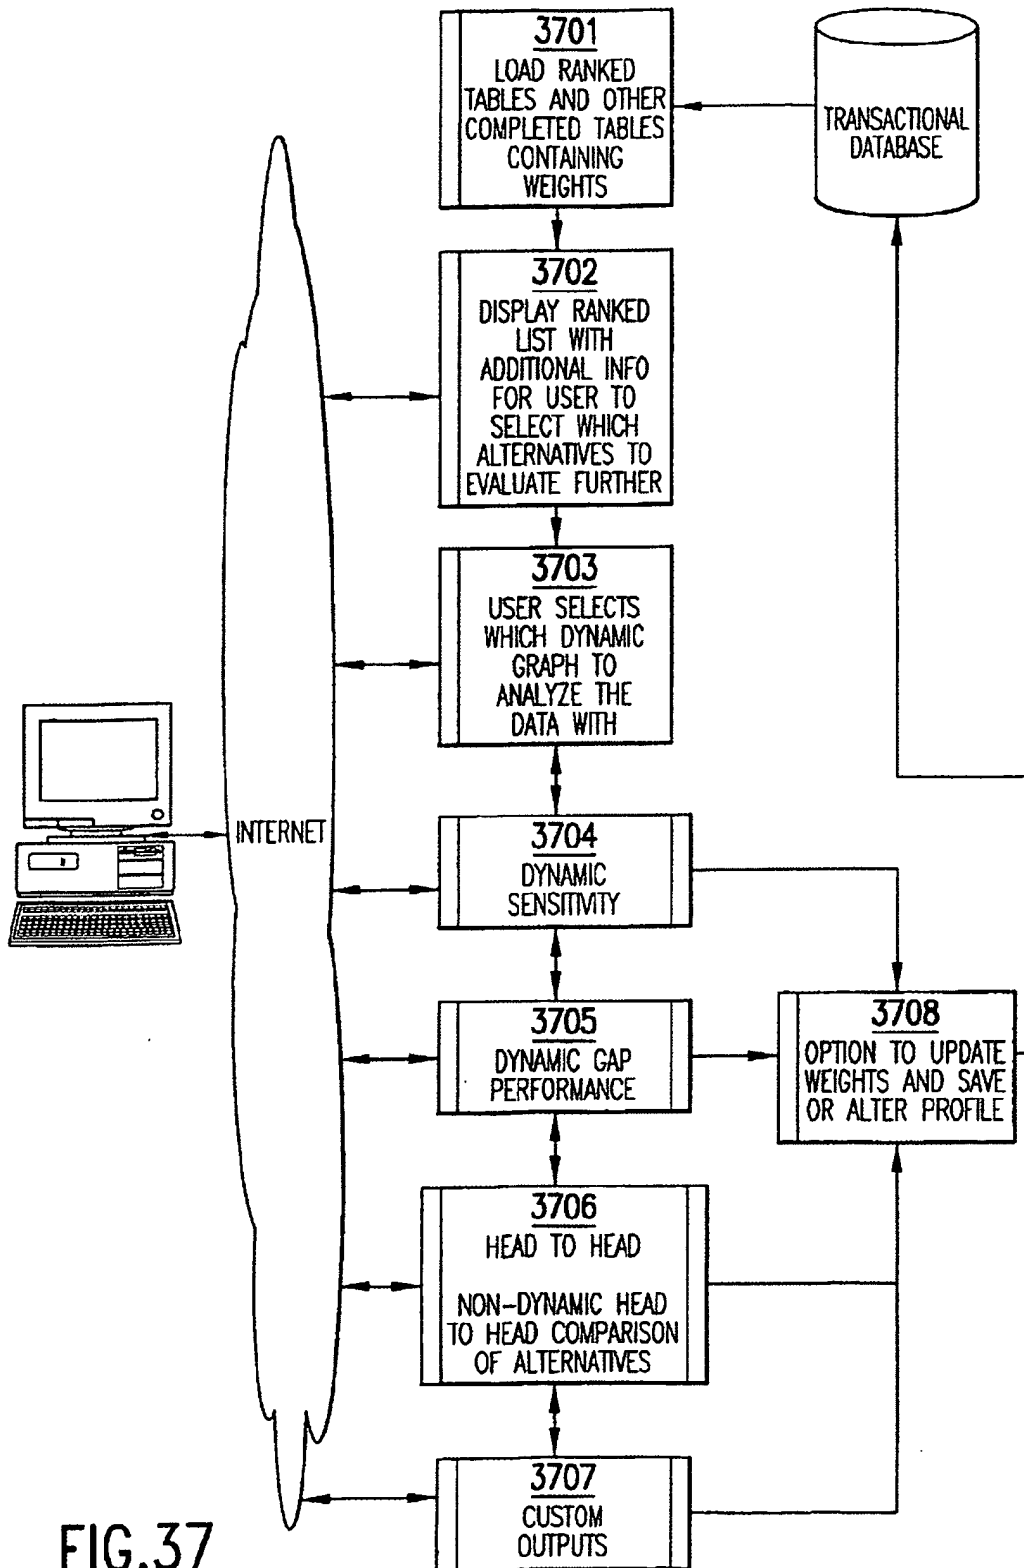 3701
LOAD RANKED
TABLES AND OTHER
COMPLETED TABLES
CONTAINING
WEIGHTS
TRANSACTIONAL
DATABASE
3702
DISPLAY RANKED
LIST WITH
ADDITIONAL INFO
FOR USER TO
SELECT WHICH
ALTERNATIVES TO
EVALUATE FURTHER
3703
USER SELECTS
WHICH DYNAMIC
GRAPH TO
ANALYZE THE
DATA WITH
INTERNET
3704
DYNAMIC
SENSITIVITY
3705
DYNAMIC GAP
PERFORMANCE
3708
OPTION TO UPDATE
WEIGHTS AND SAVE
OR ALTER PROFILE
3706
HEAD TO HEAD
NON-DYNAMIC HEAD
TO HEAD COMPARISON
OF ALTERNATIVES
3707
CUSTOM
OUTPUTS
FIG.37